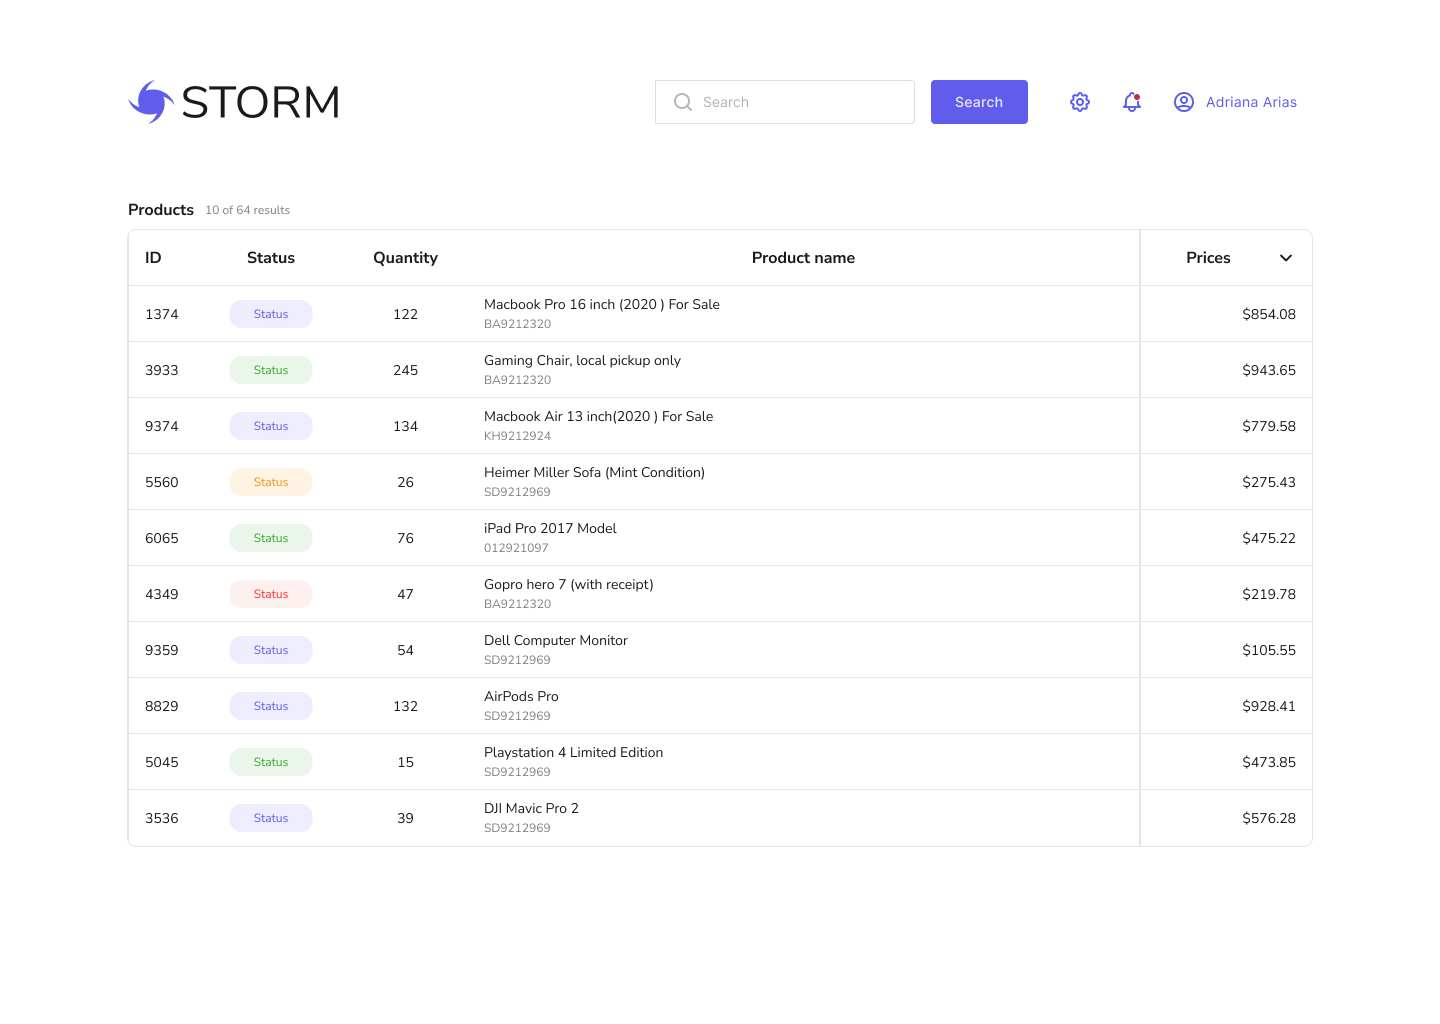 STORM
Search
Search
Adriana Arias
Products 10 of 64 results
ID Status Quantity Product name Prices
1374 Status 122 Macbook Pro 16 inch (2020 ) For Sale $854.08
BA9212320
3933 Status 245 Gaming Chair, local pickup only $943.65
BA9212320
9374 Status 134 Macbook Air 13 inch(2020 ) For Sale $779.58
KH9212924
5560 Status 26 Heimer Miller Sofa (Mint Condition) $275.43
SD9212969
6065 Status 76 iPad Pro 2017 Model $475.22
012921097
4349 Status 47 Gopro hero 7 (with receipt) $219.78
BA9212320
9359 Status 54 Dell Computer Monitor $105.55
SD9212969
8829 Status 132 AirPods Pro $928.41
SD9212969
5045 Status 15 Playstation 4 Limited Edition $473.85
SD9212969
3536 Status 39 DJI Mavic Pro 2 $576.28
SD9212969